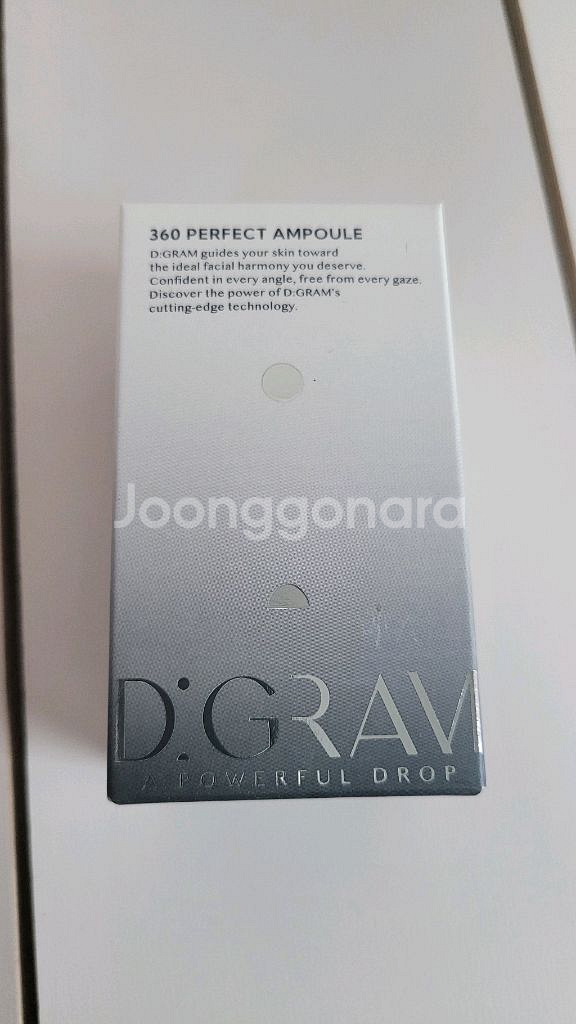 360 PERFECT AMPOULE
D:GRAM guides your skin toward
the ideal facial harmony you deserve.
Confident in every angle, free from every gaze.
Discover the power of D:GRAM's
cutting-edge technology.
Joonggonara
D:GRAM
A POWERFUL DROP